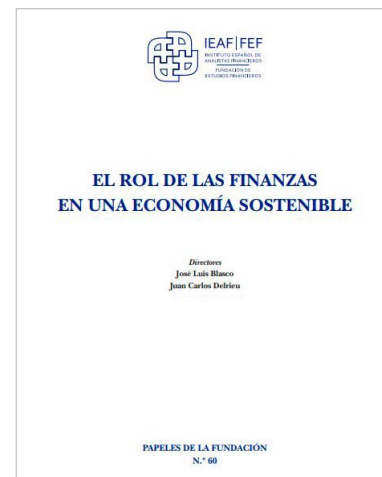 IEAF|FEF
INSTITUTO ESPAÑOL DE
ANALISTAS FINANCIEROS
FUNDACIÓN DE
ESTUDIOS FINANCIEROS
EL ROL DE LAS FINANZAS
EN UNA ECONOMÍA SOSTENIBLE
Directores
José Luis Blasco
Juan Carlos Delrieu
PAPELES DE LA FUNDACIÓN
N.º 60